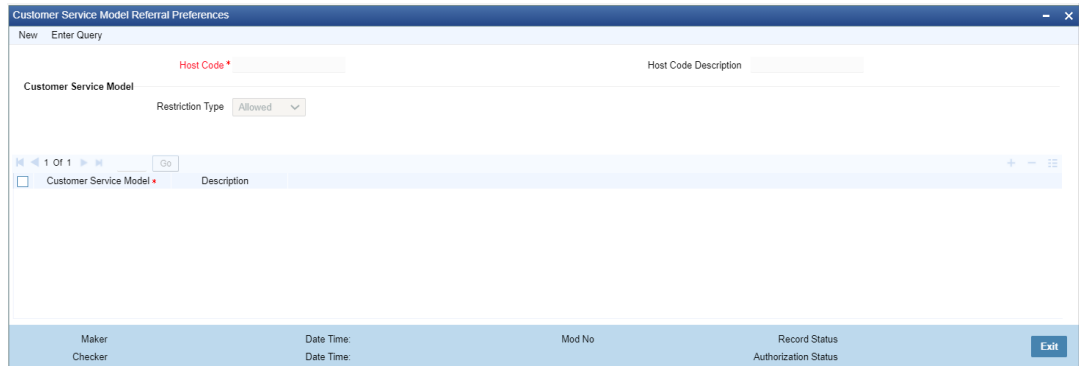 Customer Service Model Referral Preferences
New Enter Query
Host Code * Host Code Description
Customer Service Model
Restriction Type Allowed
1 Of 1 Go
Customer Service Model * Description
Maker Date Time: Mod No Record Status
Checker Date Time: Authorization Status
Exit